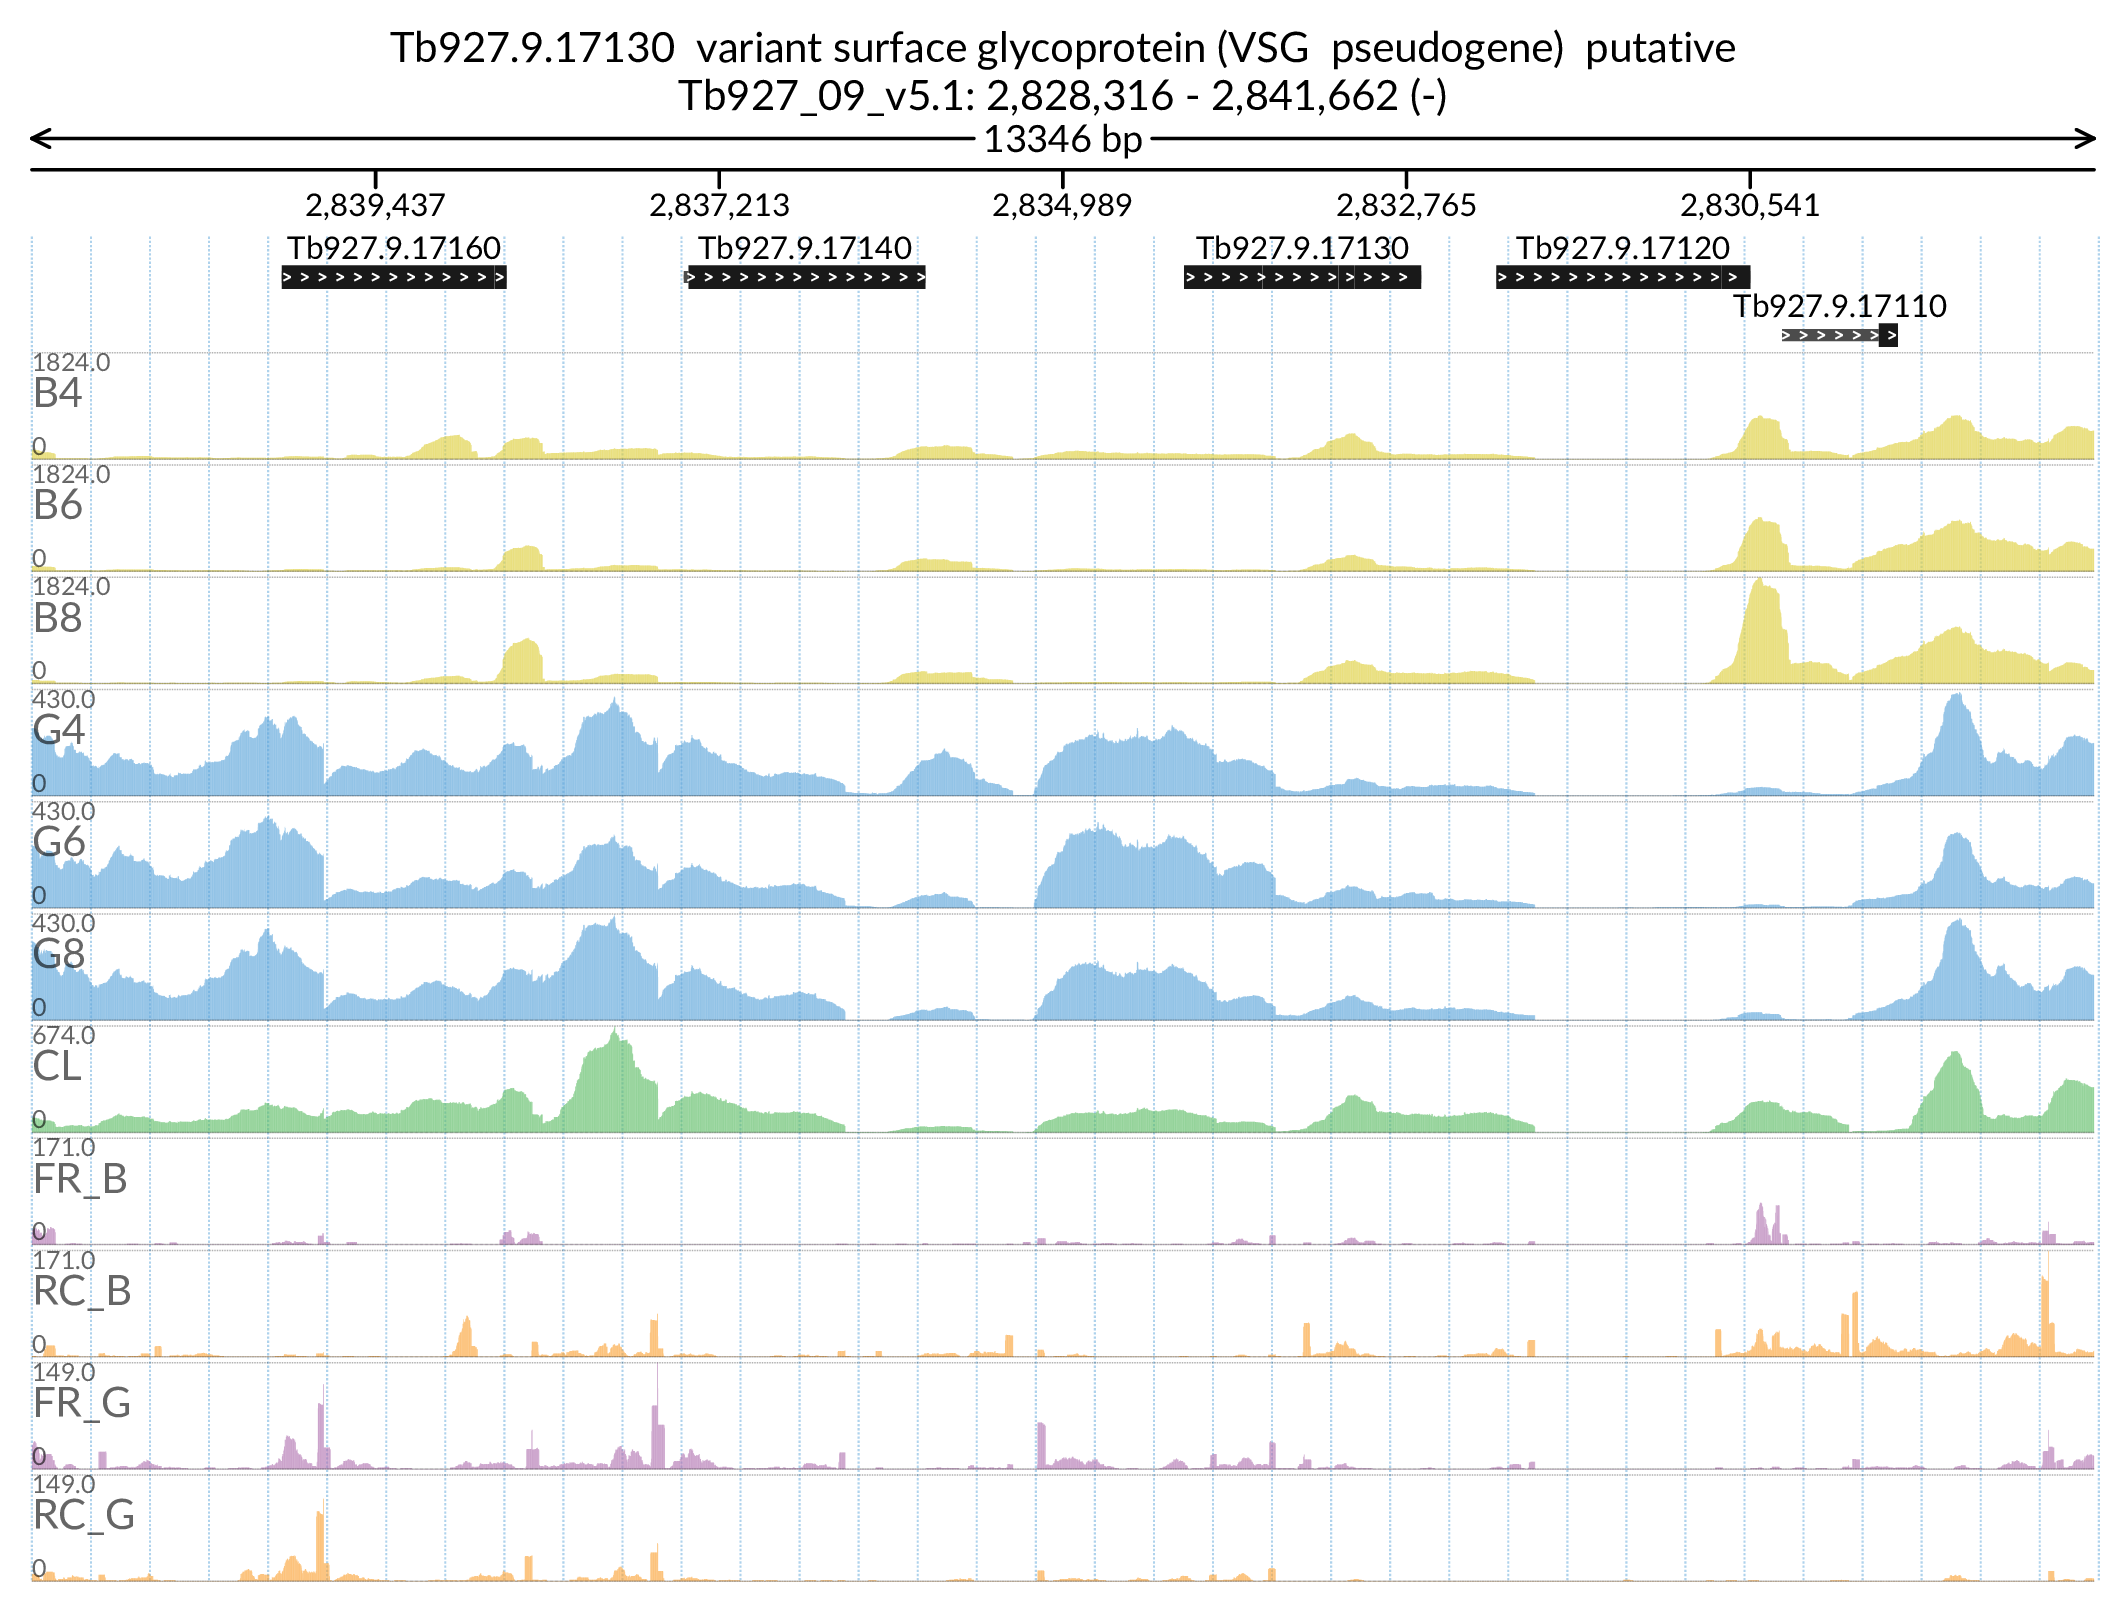 Tb927.9.17130  variant surface glycoprotein (VSG  pseudogene)  putative
Tb927_09_v5.1: 2,828,316 - 2,841,662 (-)
13346 bp
2,839,437 2,837,213 2,834,989 2,832,765 2,830,541
Tb927.9.17160 Tb927.9.17140 Tb927.9.17130 Tb927.9.17120
Tb927.9.17110
1824.0
B4
0
1824.0
B6
0
1824.0
B8
0
430.0
G4
0
430.0
G6
0
430.0
G8
0
674.0
CL
0
171.0
FR_B
0
171.0
RC_B
0
149.0
FR_G
0
149.0
RC_G
0